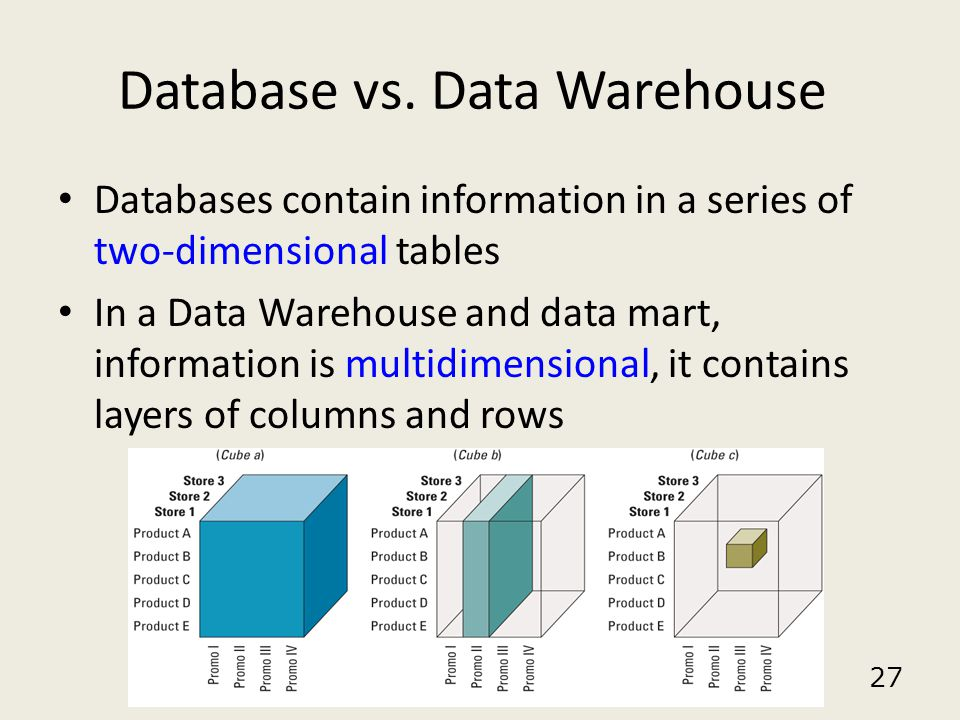 Database vs. Data Warehouse
• Databases contain information in a series of
two-dimensional tables
• In a Data Warehouse and data mart,
information is multidimensional, it contains
layers of columns and rows
(Cube a)
Store 3
Store 2
Store 1
Product A
Product B
Product C
Product D
Product E
Promo I
Promo II
Promo III
Promo IV
(Cube b)
Store 3
Store 2
Store 1
Product A
Product B
Product C
Product D
Product E
Promo I
Promo II
Promo III
Promo IV
(Cube c)
Store 3
Store 2
Store 1
Product A
Product B
Product C
Product D
Product E
Promo I
Promo II
Promo III
Promo IV
27